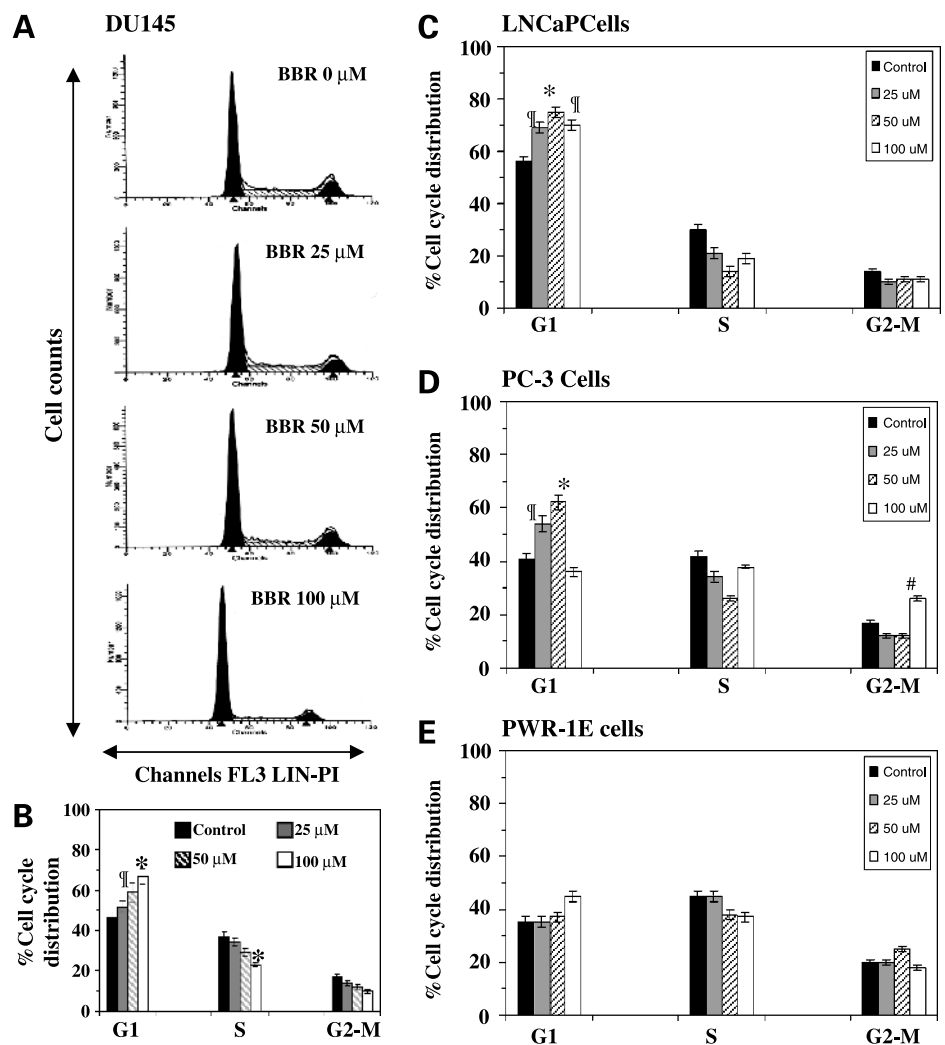 A DU145
BBR 0 μM
Channels
BBR 25 μM
Channels
BBR 50 μM
Channels
BBR 100 μM
Channels
Cell counts
Channels FL3 LIN-PI
B
% Cell cycle distribution
100
80
60
40
20
0
Control
25 μM
50 μM
100 μM
¶ *
*
G1 S G2-M
C LNCaPCells
% Cell cycle distribution
100
80
60
40
20
0
Control
25 uM
50 uM
100 uM
¶ * ¶
G1 S G2-M
D PC-3 Cells
% Cell cycle distribution
100
80
60
40
20
0
Control
25 uM
50 uM
100 uM
¶ *
#
G1 S G2-M
E PWR-1E cells
% Cell cycle distribution
100
80
60
40
20
0
Control
25 uM
50 uM
100 uM
G1 S G2-M